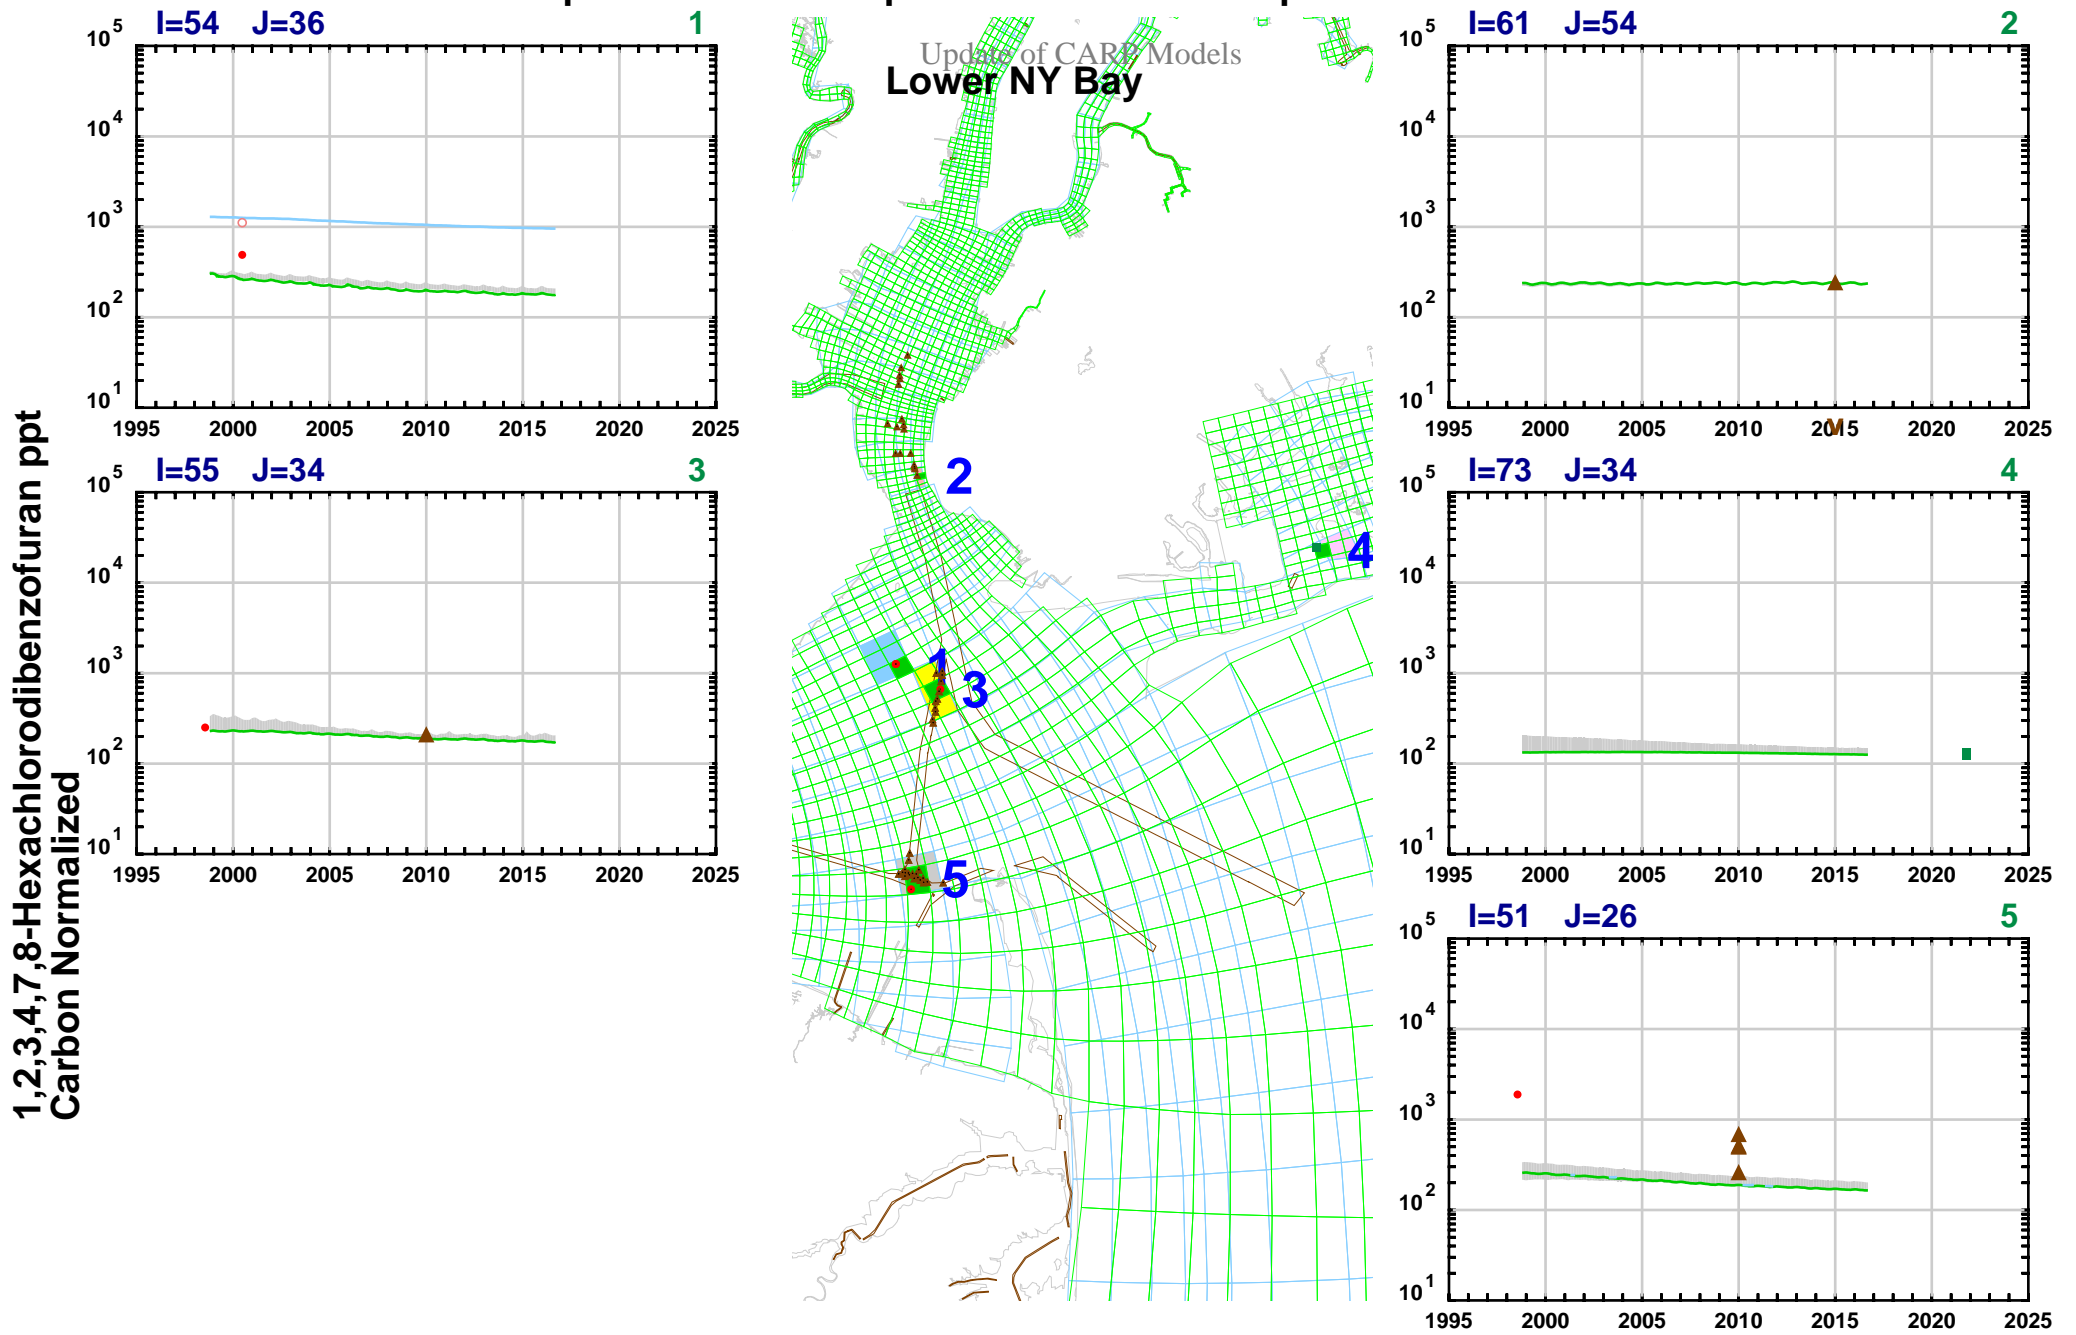 Update of CARP Models
Lower NY Bay
1,2,3,4,7,8-Hexachlorodibenzofuran ppt
Carbon Normalized
I=54 J=36 1
10^5
10^4
10^3
10^2
10^1
1995 2000 2005 2010 2015 2020 2025
I=61 J=54 2
10^5
10^4
10^3
10^2
10^1
v
1995 2000 2005 2010 2015 2020 2025
I=55 J=34 3
10^5
10^4
10^3
10^2
10^1
1995 2000 2005 2010 2015 2020 2025
I=73 J=34 4
10^5
10^4
10^3
10^2
10^1
1995 2000 2005 2010 2015 2020 2025
I=51 J=26 5
10^5
10^4
10^3
10^2
10^1
1995 2000 2005 2010 2015 2020 2025
2
4
1
3
5